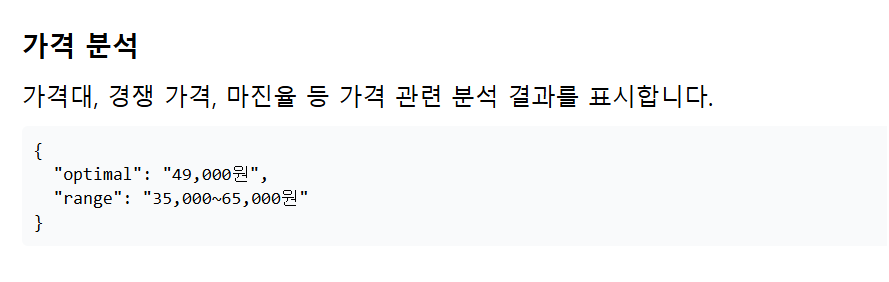 가격 분석
가격대, 경쟁 가격, 마진율 등 가격 관련 분석 결과를 표시합니다.
{
  "optimal": "49,000원",
  "range": "35,000~65,000원"
}